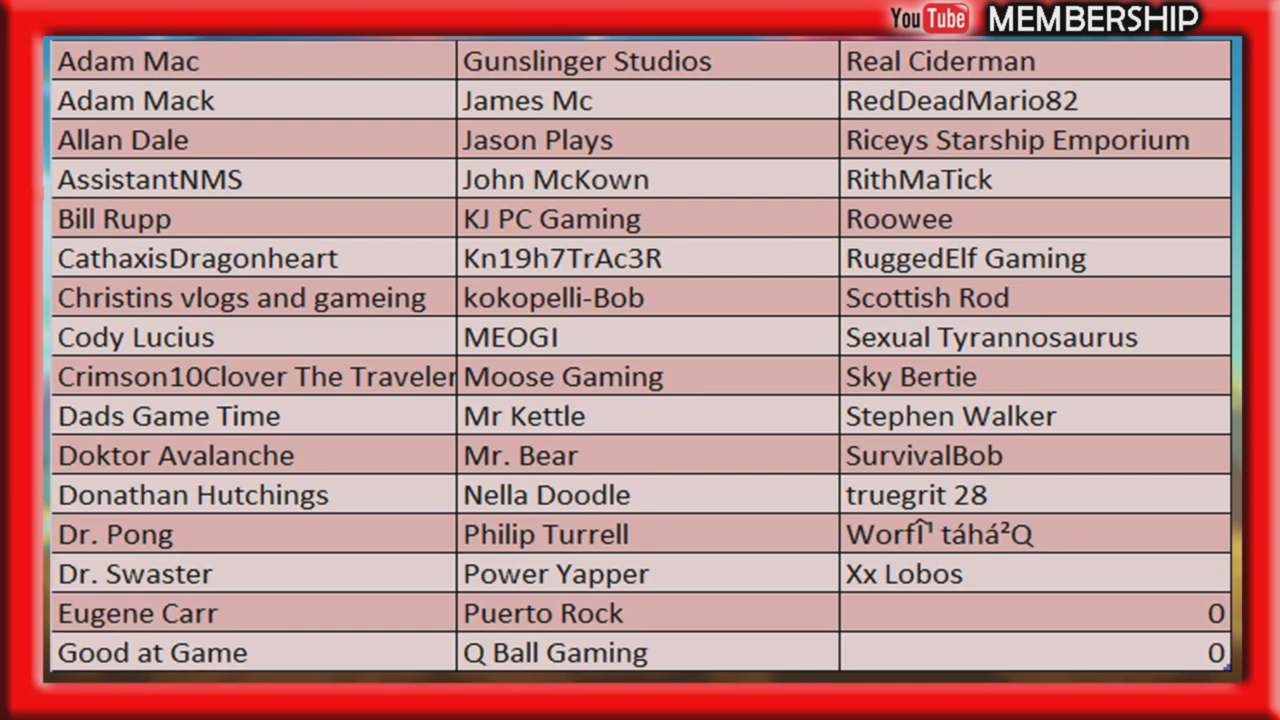 YouTube MEMBERSHIP
Adam Mac Gunslinger Studios Real Ciderman
Adam Mack James Mc RedDeadMario82
Allan Dale Jason Plays Riceys Starship Emporium
AssistantNMS John McKown RithMaTick
Bill Rupp KJ PC Gaming Roowee
CathaxisDragonheart Kn19h7TrAc3R RuggedElf Gaming
Christins vlogs and gameing kokopelli-Bob Scottish Rod
Cody Lucius MEOGI Sexual Tyrannosaurus
Crimson10Clover The Traveler Moose Gaming Sky Bertie
Dads Game Time Mr Kettle Stephen Walker
Doktor Avalanche Mr. Bear SurvivalBob
Donathan Hutchings Nella Doodle truegrit 28
Dr. Pong Philip Turrell WorfÎ¹ táhá²Q
Dr. Swaster Power Yapper Xx Lobos
Eugene Carr Puerto Rock 0
Good at Game Q Ball Gaming 0